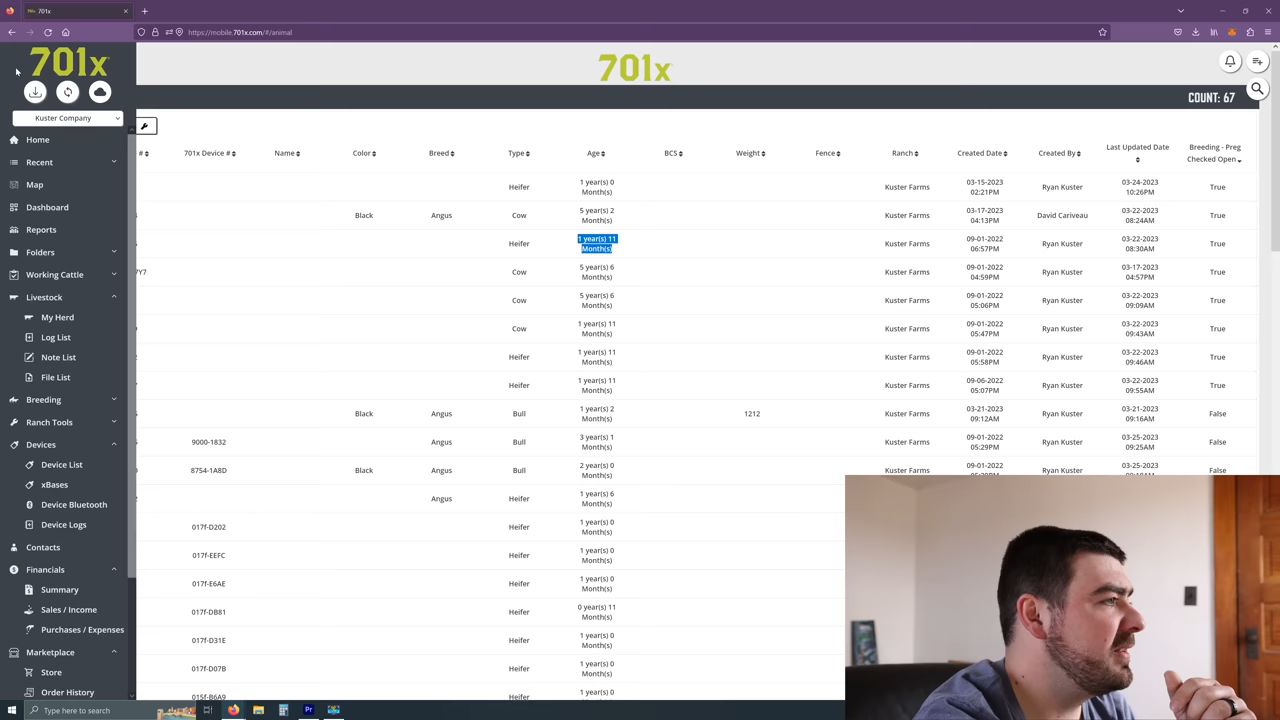 701x
https://mobile.701x.com/#/animal
701x
701x
COUNT: 67
Kuster Company
Home
Recent
Map
Dashboard
Reports
Folders
Working Cattle
Livestock
My Herd
Log List
Note List
File List
Breeding
Ranch Tools
Devices
Device List
xBases
Device Bluetooth
Device Logs
Contacts
Financials
Summary
Sales / Income
Purchases / Expenses
Marketplace
Store
Order History
# 701x Device # Name Color Breed Type Age BCS Weight Fence Ranch Created Date Created By Last Updated Date Breeding - Preg Checked Open
Heifer 1 year(s) 0 Month(s) Kuster Farms 03-15-2023 02:21PM Ryan Kuster 03-24-2023 10:26PM True
Black Angus Cow 5 year(s) 2 Month(s) Kuster Farms 03-17-2023 04:13PM David Cariveau 03-22-2023 08:24AM True
Heifer 1 year(s) 11 Month(s) Kuster Farms 09-01-2022 06:57PM Ryan Kuster 03-22-2023 08:30AM True
Y7 Cow 5 year(s) 6 Month(s) Kuster Farms 09-01-2022 04:59PM Ryan Kuster 03-17-2023 04:57PM True
Cow 5 year(s) 6 Month(s) Kuster Farms 09-01-2022 05:06PM Ryan Kuster 03-22-2023 09:09AM True
Cow 1 year(s) 11 Month(s) Kuster Farms 09-01-2022 05:47PM Ryan Kuster 03-22-2023 09:43AM True
Heifer 1 year(s) 11 Month(s) Kuster Farms 09-01-2022 05:58PM Ryan Kuster 03-22-2023 09:46AM True
Heifer 1 year(s) 11 Month(s) Kuster Farms 09-06-2022 05:07PM Ryan Kuster 03-22-2023 09:55AM True
Black Angus Bull 1 year(s) 2 Month(s) 1212 Kuster Farms 03-21-2023 09:12AM Ryan Kuster 03-21-2023 09:16AM False
9000-1832 Angus Bull 3 year(s) 1 Month(s) Kuster Farms 09-01-2022 05:29PM Ryan Kuster 03-25-2023 09:25AM False
8754-1A8D Black Angus Bull 2 year(s) 0 Month(s) Kuster Farms 09-01-2022 Ryan Kuster 03-25-2023 False
Angus Heifer 1 year(s) 6 Month(s)
017f-D202 Heifer 1 year(s) 0 Month(s)
017f-EEFC Heifer 1 year(s) 0 Month(s)
017f-E6AE Heifer 1 year(s) 0 Month(s)
017f-DB81 Heifer 0 year(s) 11 Month(s)
017f-D31E Heifer 1 year(s) 0 Month(s)
017f-D07B Heifer 1 year(s) 0 Month(s)
015f-B6A9 Heifer 1 year(s) 0
Type here to search
Pr